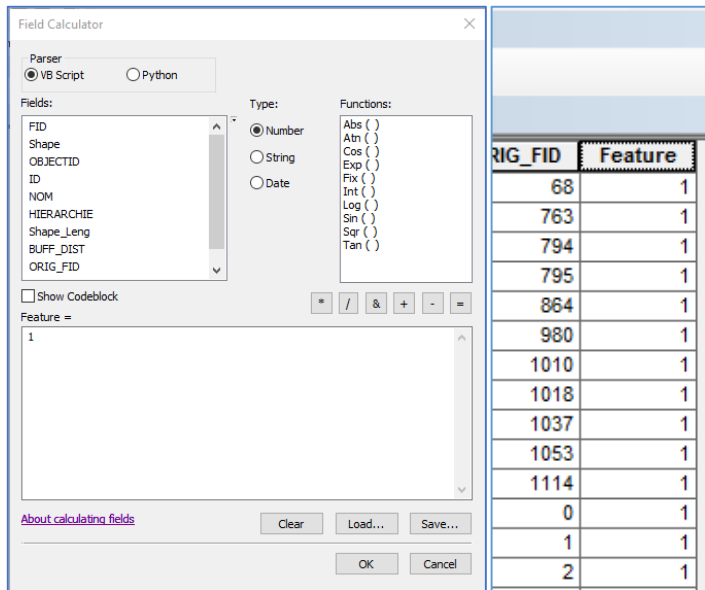 Field Calculator
Parser
VB Script Python
Fields:
FID
Shape
OBJECTID
ID
NOM
HIERARCHIE
Shape_Leng
BUFF_DIST
ORIG_FID
Type:
Number
String
Date
Functions:
Abs ( )
Atn ( )
Cos ( )
Exp ( )
Fix ( )
Int ( )
Log ( )
Sin ( )
Sqr ( )
Tan ( )
Show Codeblock
* / & + - =
Feature =
1
About calculating fields
Clear Load... Save...
OK Cancel
RIG_FID Feature
68 1
763 1
794 1
795 1
864 1
980 1
1010 1
1018 1
1037 1
1053 1
1114 1
0 1
1 1
2 1